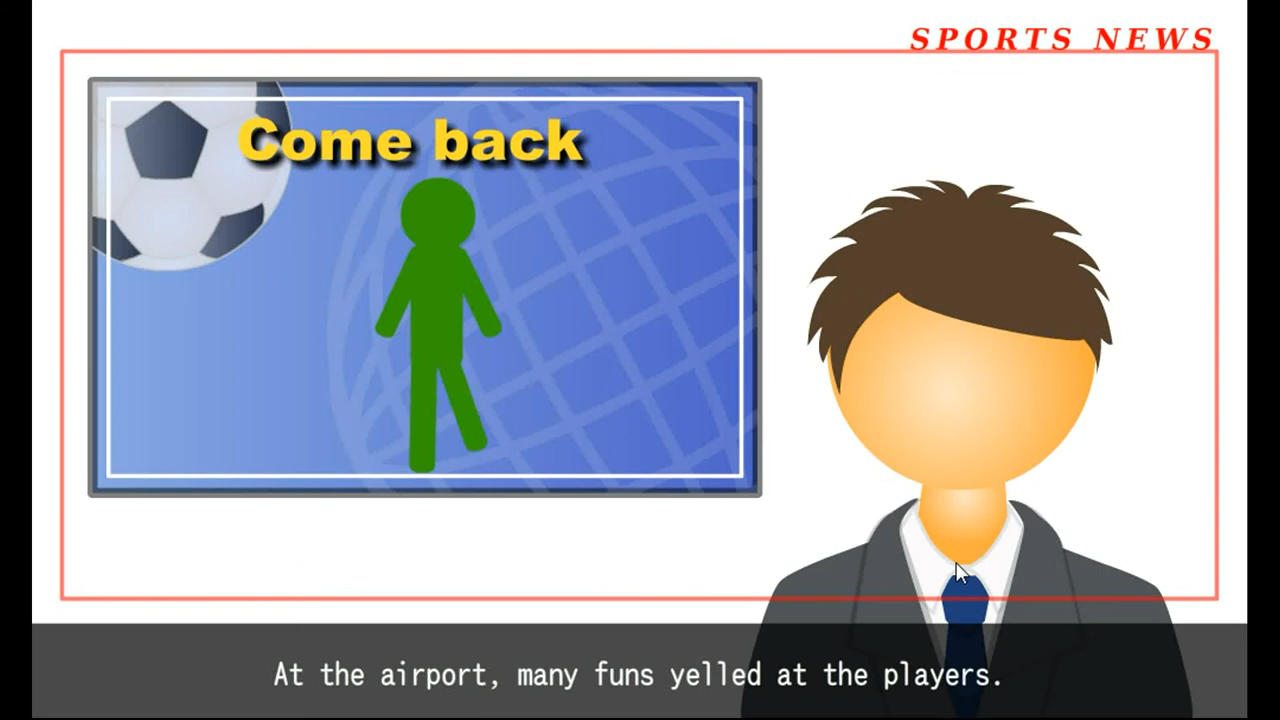 SPORTS NEWS
Come back
At the airport, many funs yelled at the players.